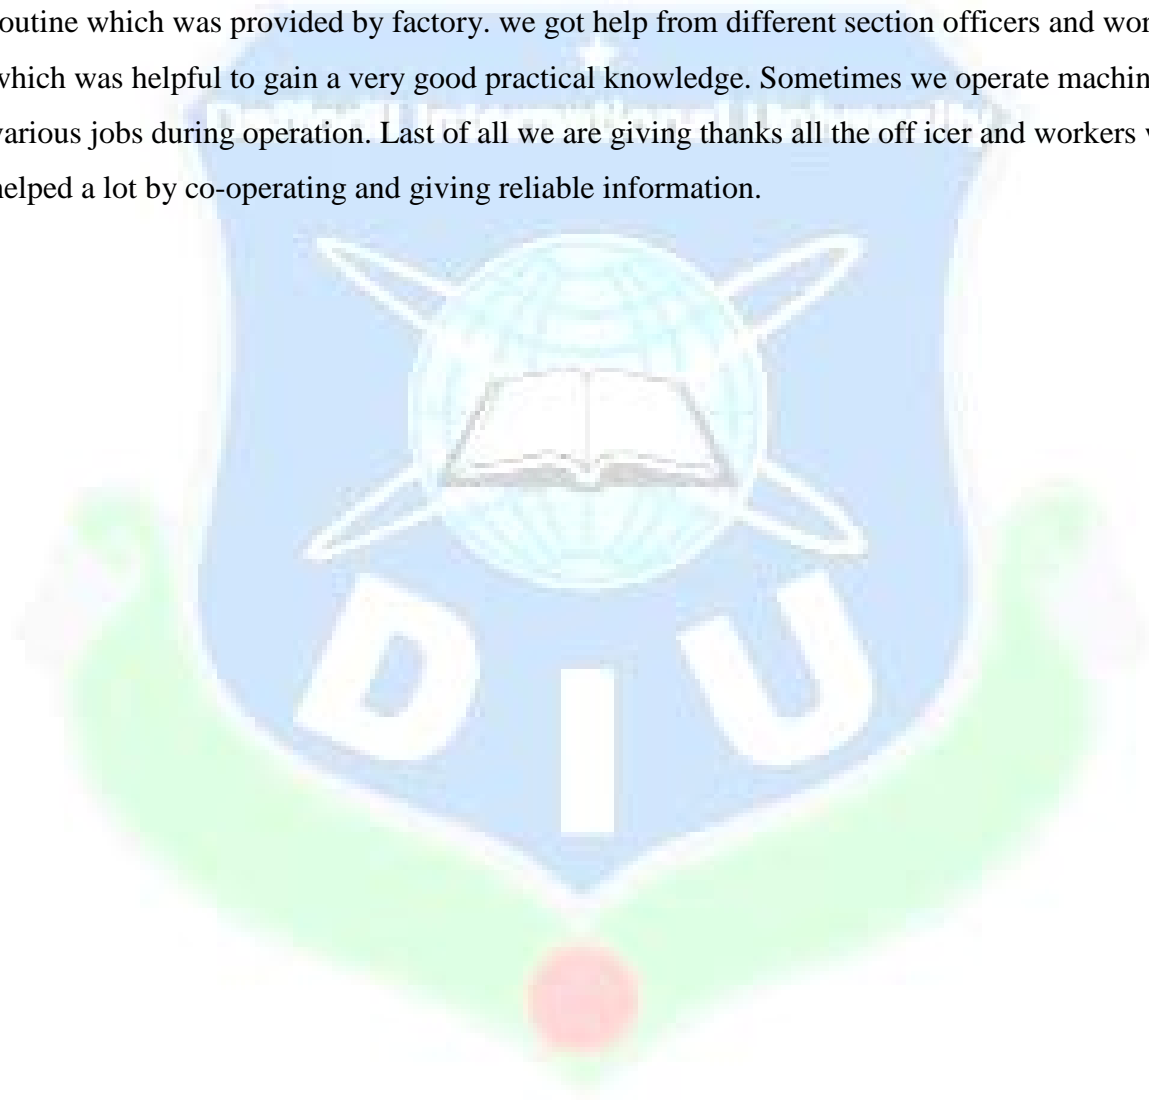 outine which was provided by factory. we got help from different section officers and wor
which was helpful to gain a very good practical knowledge. Sometimes we operate machin
various jobs during operation. Last of all we are giving thanks all the off icer and workers
helped a lot by co-operating and giving reliable information.
D I U